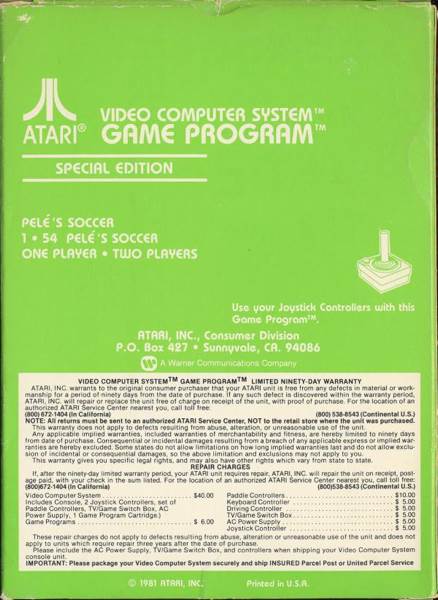 ATARI®
VIDEO COMPUTER SYSTEM™
GAME PROGRAM™
SPECIAL EDITION
PELÉ'S SOCCER
1 • 54 PELÉ'S SOCCER
ONE PLAYER • TWO PLAYERS
Use your Joystick Controllers with this
Game Program™.
ATARI, INC., Consumer Division
P.O. Box 427 • Sunnyvale, CA. 94086
A Warner Communications Company
VIDEO COMPUTER SYSTEM™ GAME PROGRAM™ LIMITED NINETY-DAY WARRANTY
ATARI, INC. warrants to the original consumer purchaser that your ATARI unit is free from any defects in material or work-
manship for a period of ninety days from the date of purchase. If any such defect is discovered within the warranty period,
ATARI, INC. will repair or replace the unit free of charge on receipt of the unit, with proof of purchase. For the location of an
authorized ATARI Service Center nearest you, call toll free:
(800) 672-1404 (In California) (800) 538-8543 (Continental U.S.)
NOTE: All returns must be sent to an authorized ATARI Service Center, NOT to the retail store where the unit was purchased.
This warranty does not apply to defects resulting from abuse, alteration, or unreasonable use of the unit.
Any applicable implied warranties, includes warranties of merchantability and fitness, are hereby limited to ninety days
from date of purchase. Consequential or incidental damages resulting from a breach of any applicable express or implied war-
ranties are hereby excluded. Some states do not allow limitations on how long implied warranties last and do not allow exclu-
sion of incidental or consequential damages, so the above limitation and exclusions may not apply to you.
This warranty gives you specific legal rights, and may also have other rights which vary from state to state.
REPAIR CHARGES
If, after the ninety-day limited warranty period, your ATARI unit requires repair, ATARI, INC. will repair the unit on receipt, post-
age paid, with your check in the sum listed. For the location of an authorized ATARI Service Center nearest you, call toll free:
(800)672-1404 (In California) (800)538-8543 (Continental U.S.)
Video Computer System $40.00
Includes Console, 2 Joystick Controllers, set of
Paddle Controllers, TV/Game Switch Box, AC
Power Supply, 1 Game Program Cartridge.)
Game Programs $ 6.00
Paddle Controllers $10.00
Keyboard Controller $ 5.00
Driving Controller $ 5.00
TV/Game Switch Box $ 5.00
AC Power Supply $ 5.00
Joystick Controller $ 5.00
These repair charges do not apply to defects resulting from abuse, alteration or unreasonable use of the unit and does not
apply to units which require repair three years after the date of purchase.
Please include the AC Power Supply, TV/Game Switch Box, and controllers when shipping your Video Computer System
console unit.
IMPORTANT: Please package your Video Computer System securely and ship INSURED Parcel Post or United Parcel Service
© 1981 ATARI, INC. Printed in U.S.A.